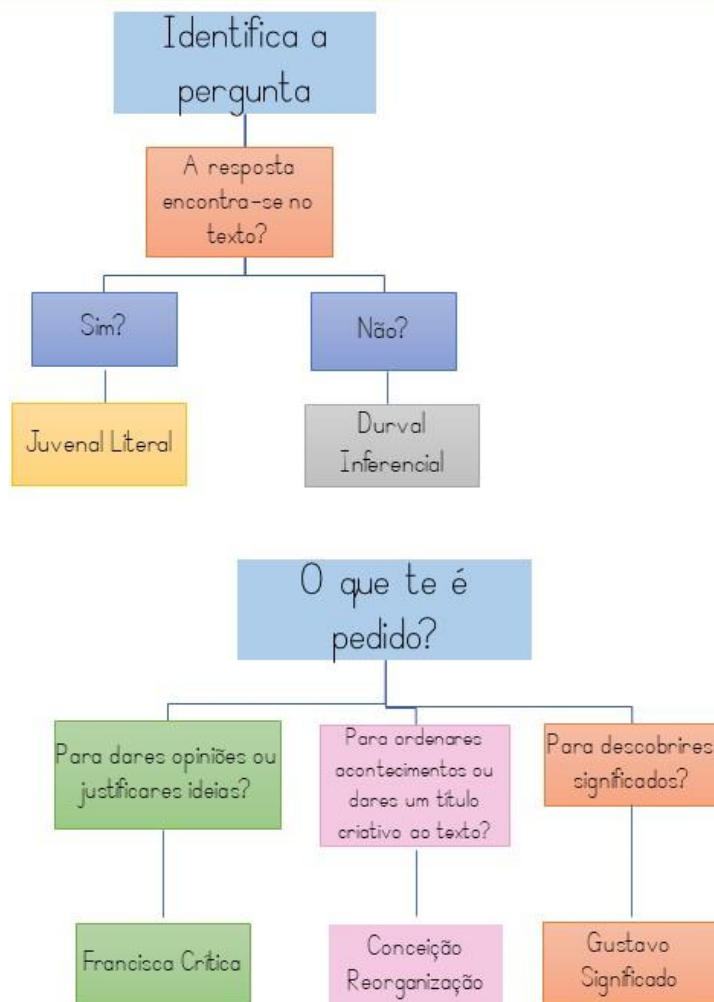 Identifica a
pergunta
A resposta
encontra-se no
texto?
Sim?
Não?
Juvenal Literal
Durval
Inferencial
O que te é
pedido?
Para dares opiniões ou
justificares ideias?
Para ordenares
acontecimentos ou
dares um título
criativo ao texto?
Para descobrires
significados?
Francisca Crítica
Conceição
Reorganização
Gustavo
Significado